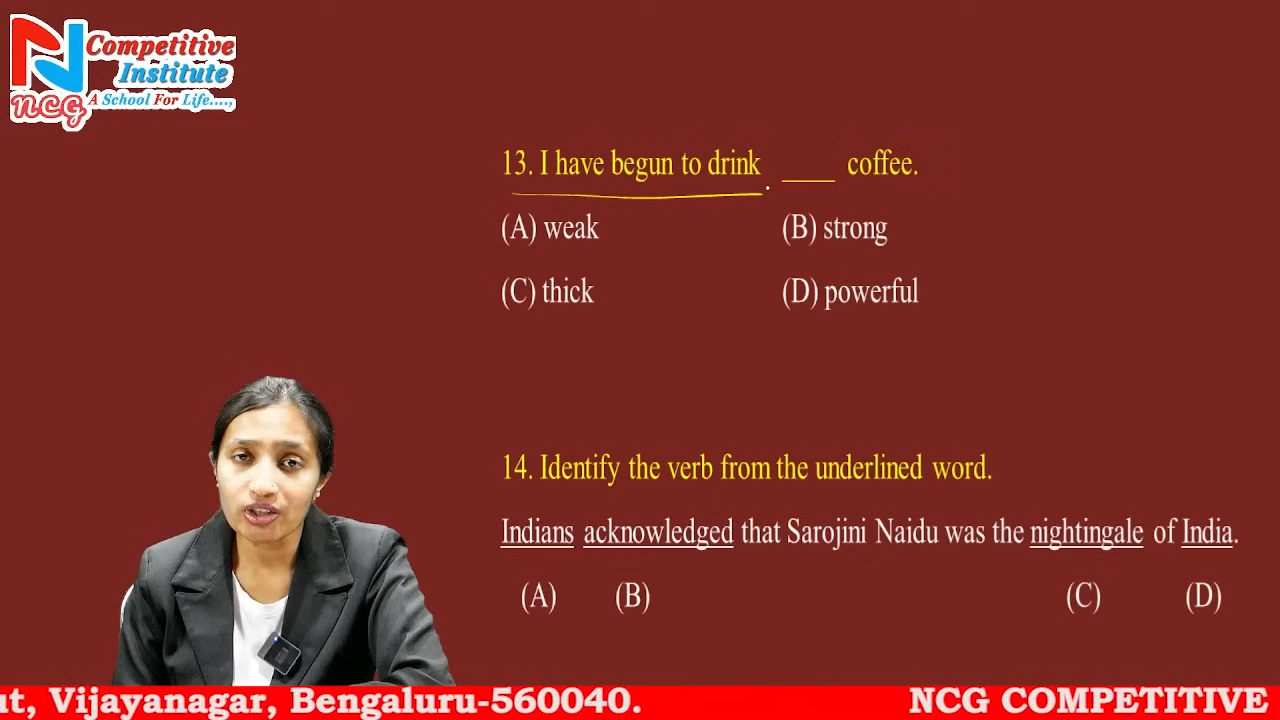 Competitive
Institute
NCG A School For Life....,
13. I have begun to drink ____ coffee.
(A) weak (B) strong
(C) thick (D) powerful
14. Identify the verb from the underlined word.
Indians acknowledged that Sarojini Naidu was the nightingale of India.
(A) (B) (C) (D)
ut, Vijayanagar, Bengaluru-560040. NCG COMPETITIVE